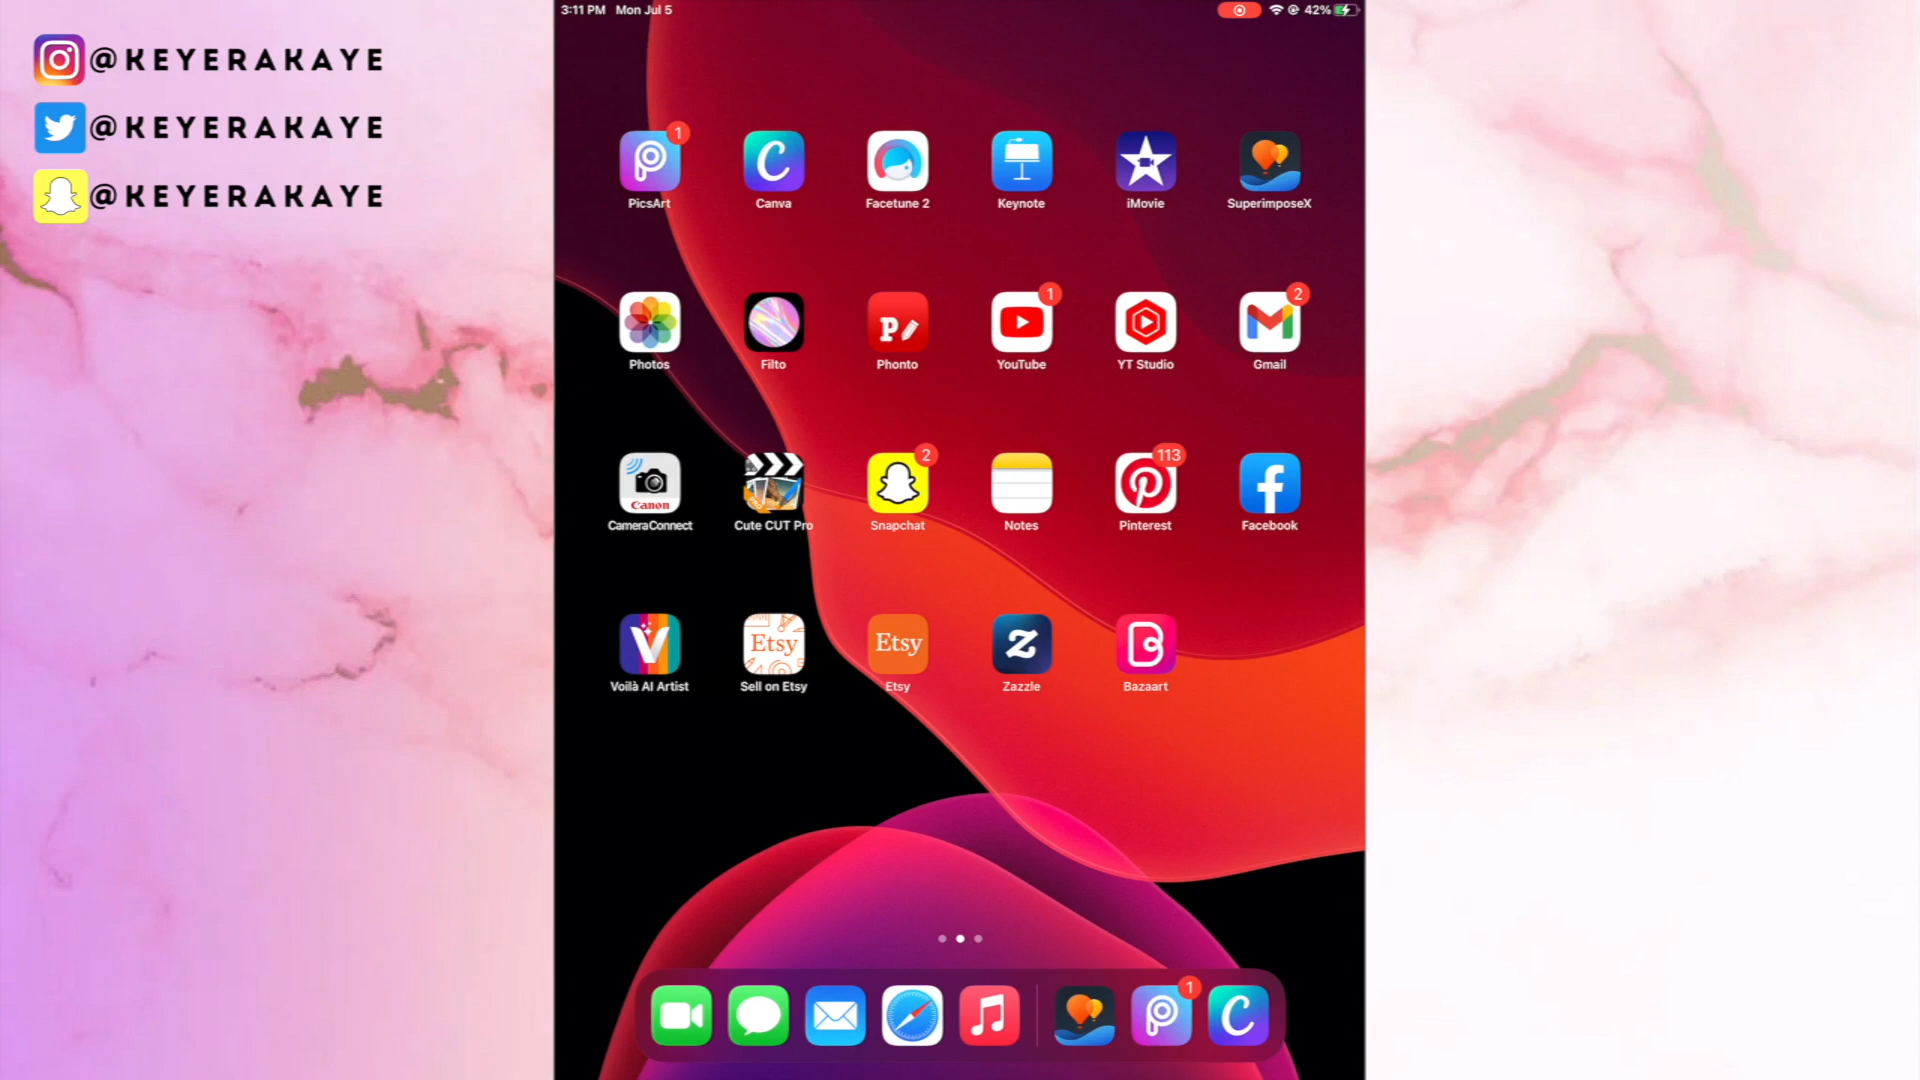 @KEYERAKAYE
@KEYERAKAYE
@KEYERAKAYE
3:11 PM Mon Jul 5 42%
1
PicsArt Canva Facetune 2 Keynote iMovie SuperimposeX
1 2
Photos Filto Phonto YouTube YT Studio Gmail
2 113
Canon
CameraConnect Cute CUT Pro Snapchat Notes Pinterest Facebook
Etsy Etsy
Voilà AI Artist Sell on Etsy Etsy Zazzle Bazaart
1